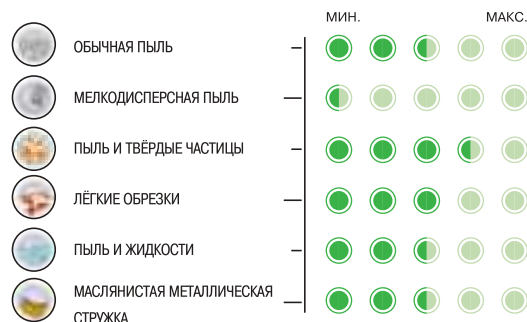 МИН. МАКС.
ОБЫЧНАЯ ПЫЛЬ
МЕЛКОДИСПЕРСНАЯ ПЫЛЬ
ПЫЛЬ И ТВЁРДЫЕ ЧАСТИЦЫ
ЛЁГКИЕ ОБРЕЗКИ
ПЫЛЬ И ЖИДКОСТИ
МАСЛЯНИСТАЯ МЕТАЛЛИЧЕСКАЯ
СТРУЖКА